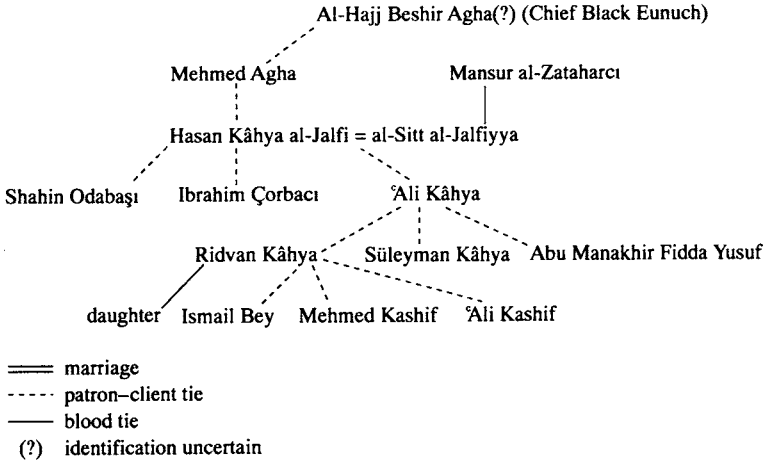 Al-Hajj Beshir Agha(?) (Chief Black Eunuch)
Mehmed Agha
Mansur al-Zataharcı
Hasan Kâhya al-Jalfi = al-Sitt al-Jalfiyya
Shahin Odabaşı
Ibrahim Çorbacı
ʿAli Kâhya
Ridvan Kâhya
Süleyman Kâhya
Abu Manakhir Fidda Yusuf
daughter
Ismail Bey
Mehmed Kashif
ʿAli Kashif
marriage
patron–client tie
blood tie
(?) identification uncertain